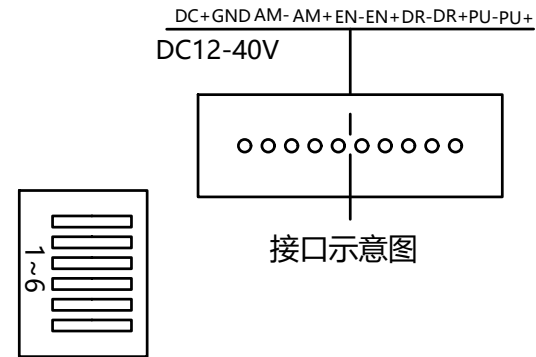 DC+GND AM- AM+EN-EN+DR-DR+PU-PU+
DC12-40V
接口示意图
1~6